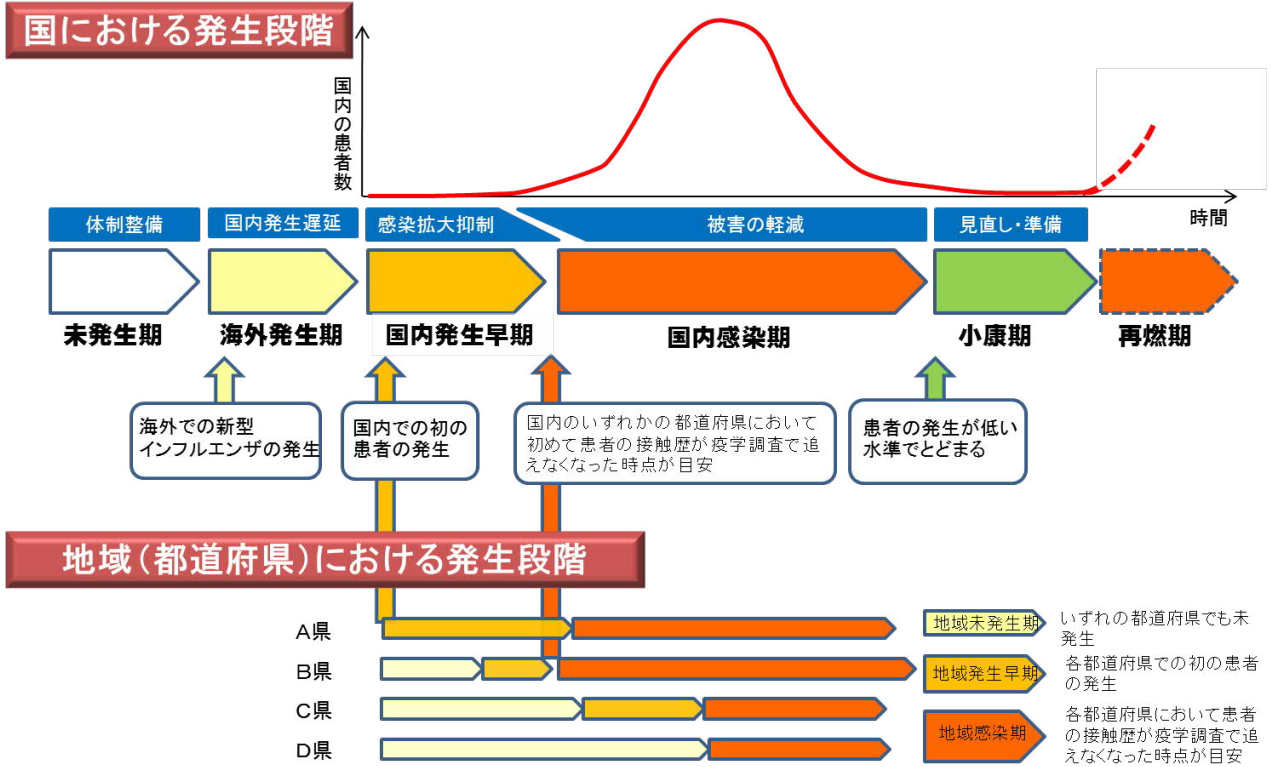 国における発生段階
国内の患者数
時間
体制整備
国内発生遅延
感染拡大抑制
被害の軽減
見直し・準備
未発生期
海外発生期
国内発生早期
国内感染期
小康期
再燃期
海外での新型
インフルエンザの発生
国内での初の
患者の発生
国内のいずれかの都道府県において
初めて患者の接触歴が疫学調査で追
えなくなった時点が目安
患者の発生が低い
水準でとどまる
地域（都道府県）における発生段階
A県
B県
C県
D県
地域未発生期
いずれの都道府県でも未
発生
地域発生早期
各都道府県での初の患者
の発生
地域感染期
各都道府県において患者
の接触歴が疫学調査で追
えなくなった時点が目安